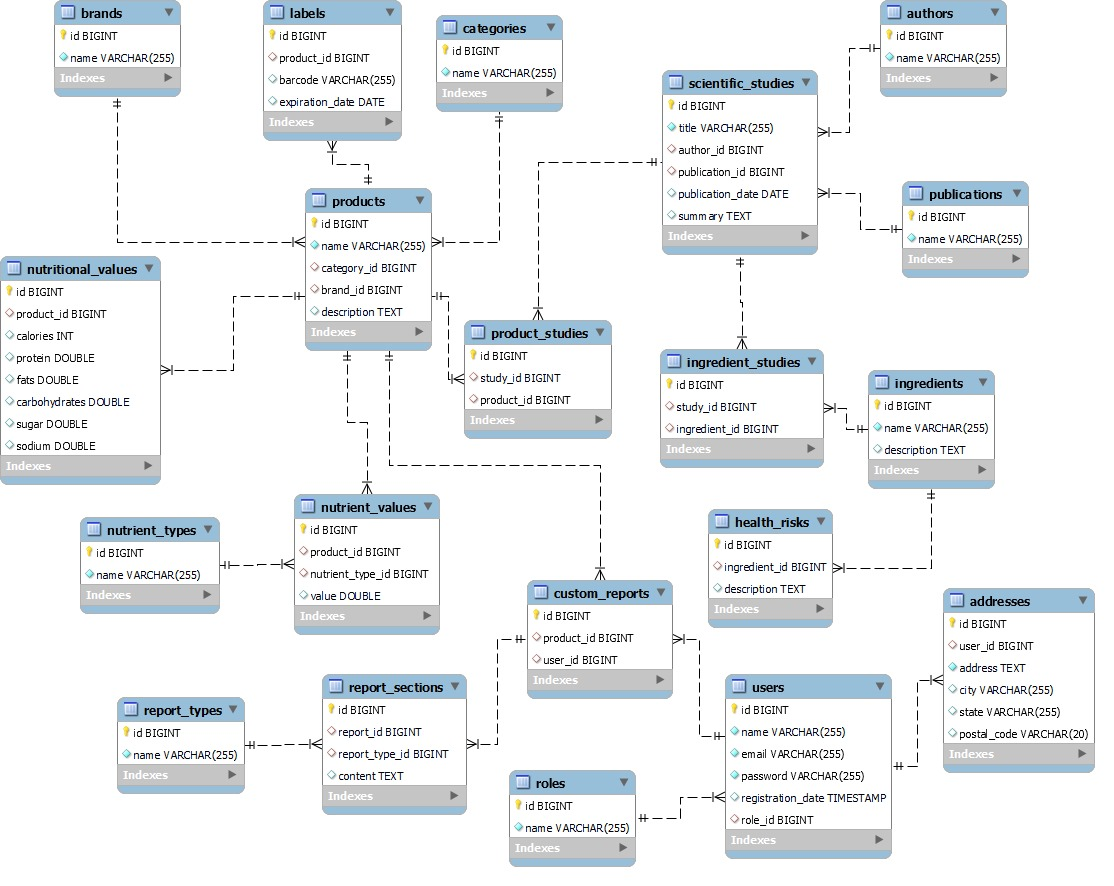 brands
id BIGINT
name VARCHAR(255)
Indexes
labels
id BIGINT
product_id BIGINT
barcode VARCHAR(255)
expiration_date DATE
Indexes
categories
id BIGINT
name VARCHAR(255)
Indexes
authors
id BIGINT
name VARCHAR(255)
Indexes
scientific_studies
id BIGINT
title VARCHAR(255)
author_id BIGINT
publication_id BIGINT
publication_date DATE
summary TEXT
Indexes
publications
id BIGINT
name VARCHAR(255)
Indexes
products
id BIGINT
name VARCHAR(255)
category_id BIGINT
brand_id BIGINT
description TEXT
Indexes
nutritional_values
id BIGINT
product_id BIGINT
calories INT
protein DOUBLE
fats DOUBLE
carbohydrates DOUBLE
sugar DOUBLE
sodium DOUBLE
Indexes
product_studies
id BIGINT
study_id BIGINT
product_id BIGINT
Indexes
ingredient_studies
id BIGINT
study_id BIGINT
ingredient_id BIGINT
Indexes
ingredients
id BIGINT
name VARCHAR(255)
description TEXT
Indexes
nutrient_types
id BIGINT
name VARCHAR(255)
Indexes
nutrient_values
id BIGINT
product_id BIGINT
nutrient_type_id BIGINT
value DOUBLE
Indexes
health_risks
id BIGINT
ingredient_id BIGINT
description TEXT
Indexes
custom_reports
id BIGINT
product_id BIGINT
user_id BIGINT
Indexes
addresses
id BIGINT
user_id BIGINT
address TEXT
city VARCHAR(255)
state VARCHAR(255)
postal_code VARCHAR(20)
Indexes
report_types
id BIGINT
name VARCHAR(255)
Indexes
report_sections
id BIGINT
report_id BIGINT
report_type_id BIGINT
content TEXT
Indexes
users
id BIGINT
name VARCHAR(255)
email VARCHAR(255)
password VARCHAR(255)
registration_date TIMESTAMP
role_id BIGINT
Indexes
roles
id BIGINT
name VARCHAR(255)
Indexes